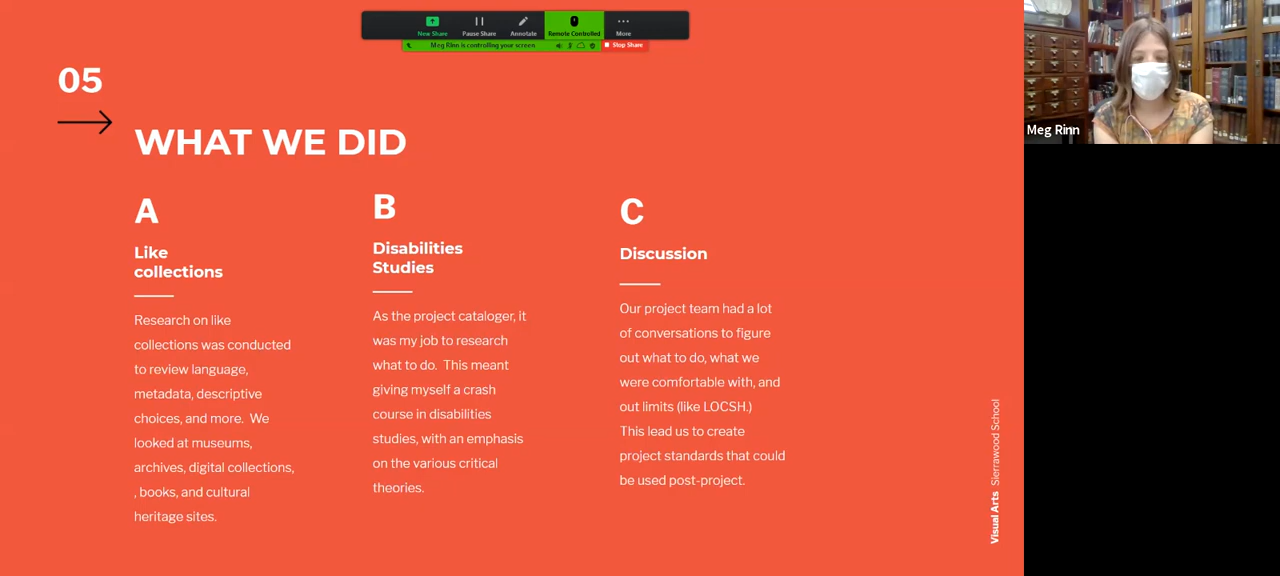 New Share
Pause Share
Annotate
Remote Controlled
More
Meg Rinn is controlling your screen
Stop Share
Meg Rinn
05
WHAT WE DID
A
Like
collections
Research on like
collections was conducted
to review language,
metadata, descriptive
choices, and more.  We
looked at museums,
archives, digital collections,
, books, and cultural
heritage sites.
B
Disabilities
Studies
As the project cataloger, it
was my job to research
what to do.  This meant
giving myself a crash
course in disabilities
studies, with an emphasis
on the various critical
theories.
C
Discussion
Our project team had a lot
of conversations to figure
out what to do, what we
were comfortable with, and
out limits (like LOCSH.)
This lead us to create
project standards that could
be used post-project.
Visual Arts Sierrawood School